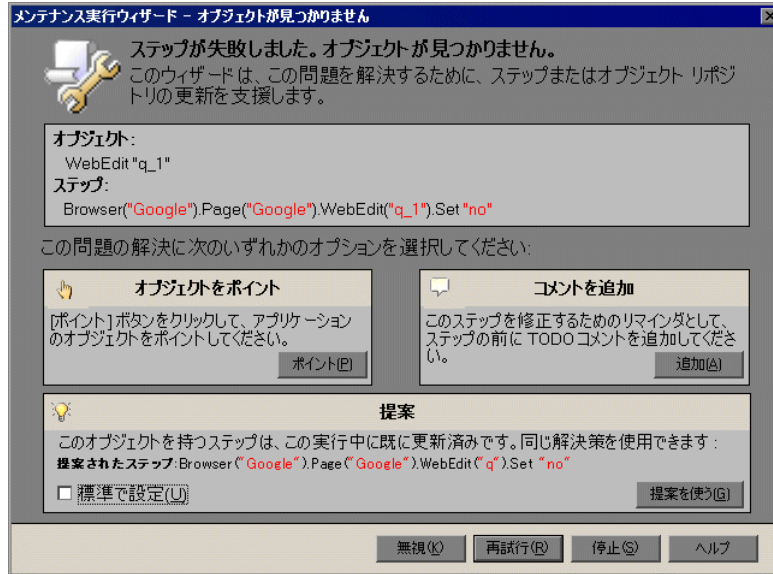 メンテナンス実行ウィザード - オブジェクトが見つかりません
ステップが失敗しました。オブジェクトが見つかりません。
このウィザードは、この問題を解決するために、ステップまたはオブジェクト リポジ
トリの更新を支援します。
オブジェクト:
WebEdit "q_1"
ステップ:
Browser("Google").Page("Google").WebEdit("q_1").Set "no"
この問題の解決に次のいずれかのオプションを選択してください:
オブジェクトをポイント
[ポイント] ボタンをクリックして、アプリケーション
のオブジェクトをポイントしてください。
ポイント(P)
コメントを追加
このステップを修正するためのリマインダとして、
ステップの前に TODO コメントを追加してくださ
い。
追加(A)
提案
このオブジェクトを持つステップは、この実行中に既に更新済みです。同じ解決策を使用できます :
提案されたステップ:Browser("Google").Page("Google").WebEdit("q").Set "no"
標準で設定(U)
提案を使う(G)
無視(K)
再試行(R)
停止(S)
ヘルプ